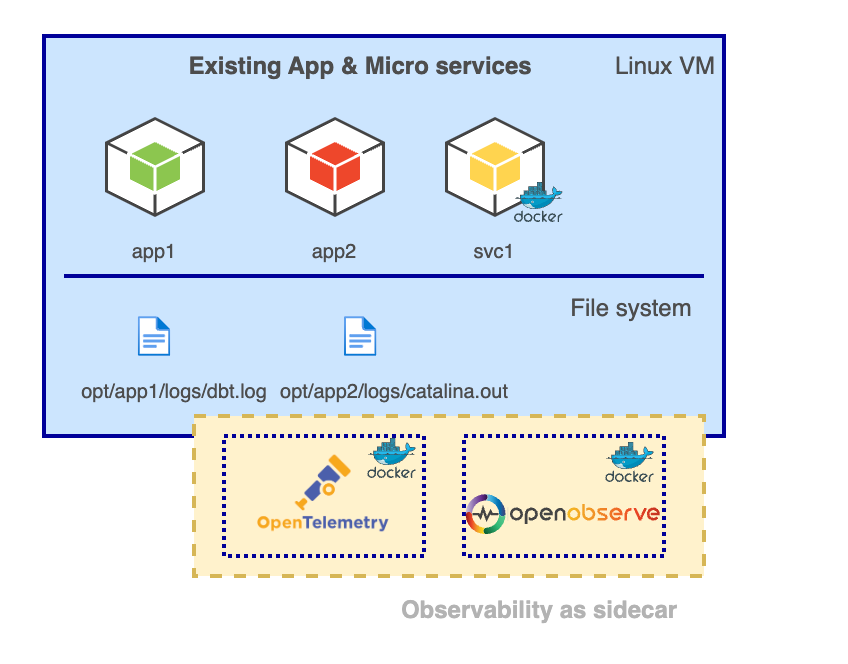 Existing App & Micro services
Linux VM
docker
app1
app2
svc1
File system
opt/app1/logs/dbt.log
opt/app2/logs/catalina.out
docker
OpenTelemetry
docker
openobserve
Observability as sidecar